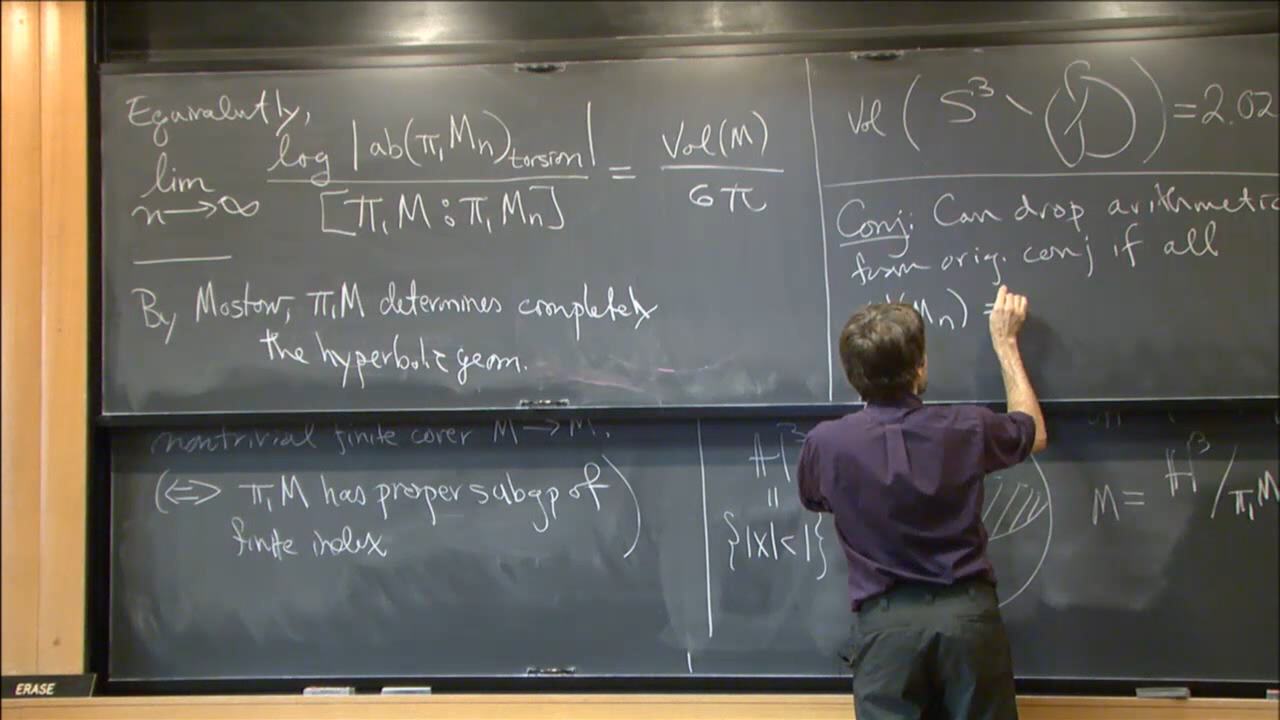 Equivalently,
lim n→∞ log |ab(π₁Mₙ)torsion| / [π₁M : π₁Mₙ] = Vol(M) / 6π
By Mostow, π₁M determines completely
the hyperbolic geom.
vol ( S³ \ ) = 2.02
Conj: Can drop arithmetic
from orig. conj if all
(Mₙ) =
nontrivial finite cover M → M.
(⇔ π₁M has proper subgp of
finite index)
H³
=
{|x|<1}
M = H³/π₁M
ERASE